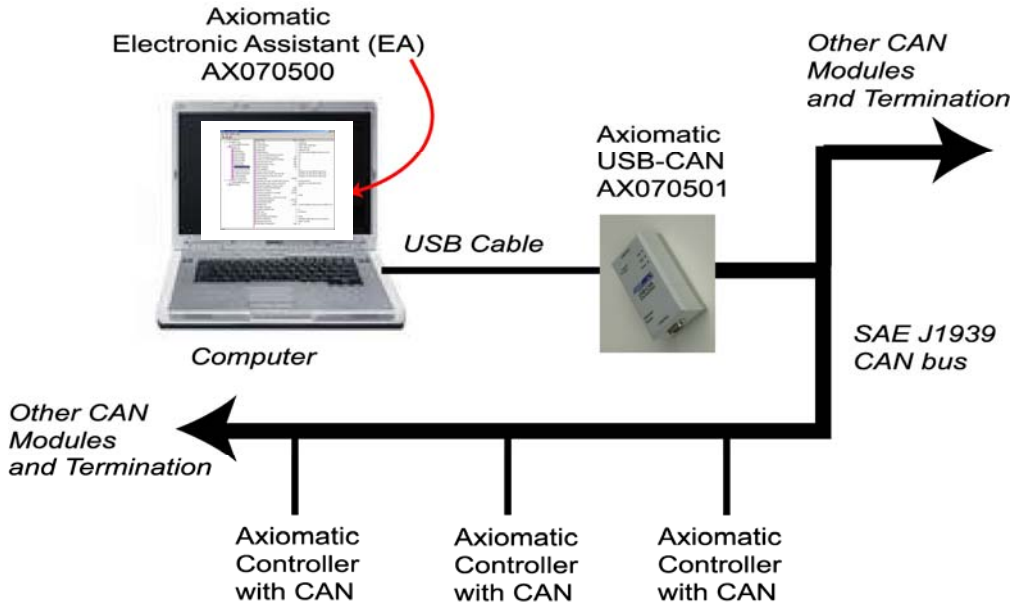 Axiomatic
Electronic Assistant (EA)
AX070500
Other CAN
Modules
and Termination
Axiomatic
USB-CAN
AX070501
USB Cable
Computer
SAE J1939
CAN bus
Other CAN
Modules
and Termination
Axiomatic
Controller
with CAN
Axiomatic
Controller
with CAN
Axiomatic
Controller
with CAN